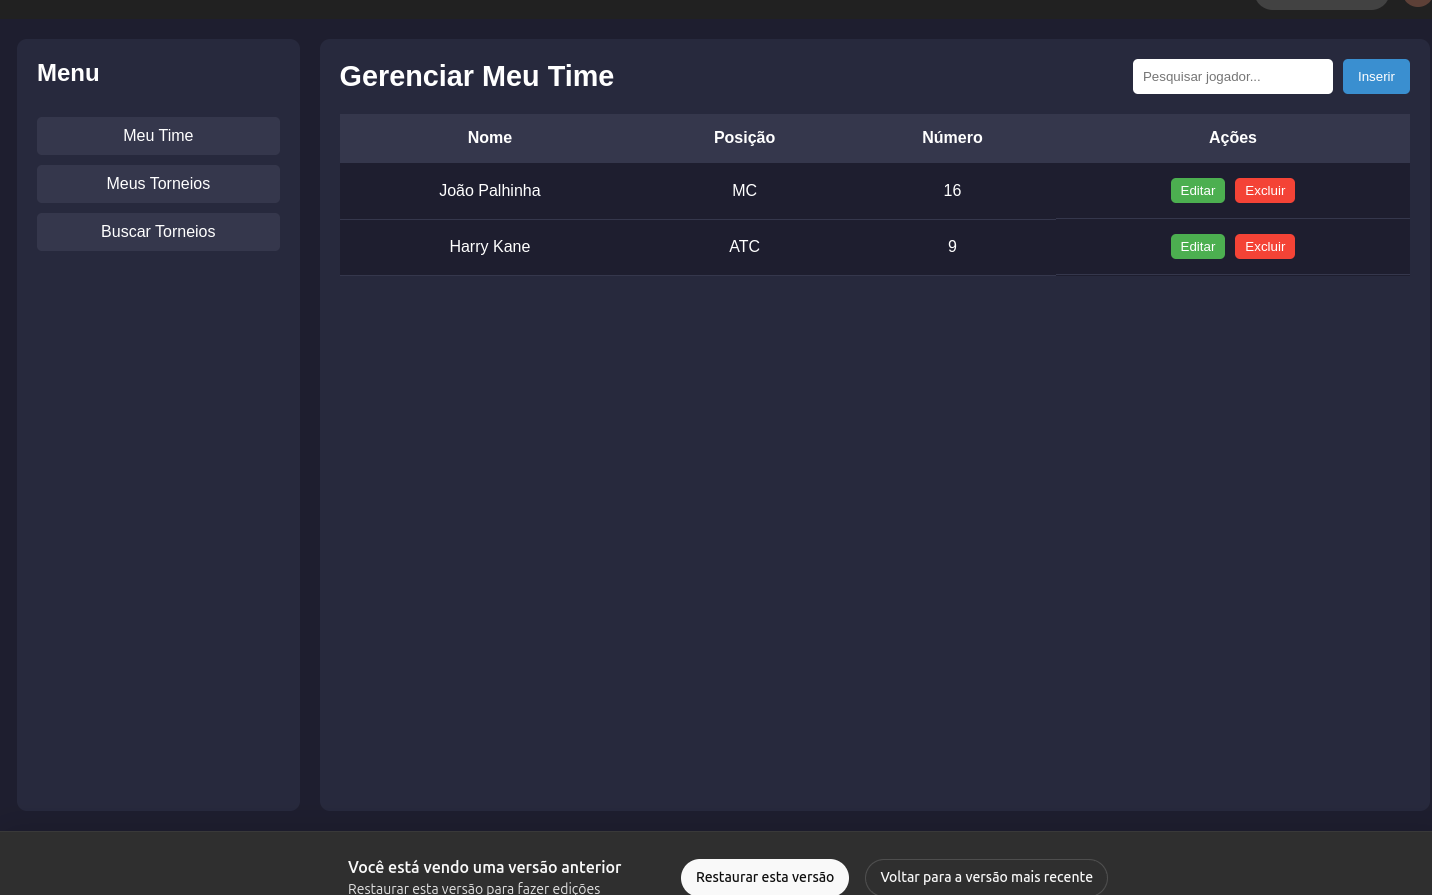 Menu
Meu Time
Meus Torneios
Buscar Torneios
Gerenciar Meu Time
Pesquisar jogador...
Inserir
Nome Posição Número Ações
João Palhinha MC 16 Editar Excluir
Harry Kane ATC 9 Editar Excluir
Você está vendo uma versão anterior
Restaurar esta versão para fazer edições
Restaurar esta versão
Voltar para a versão mais recente